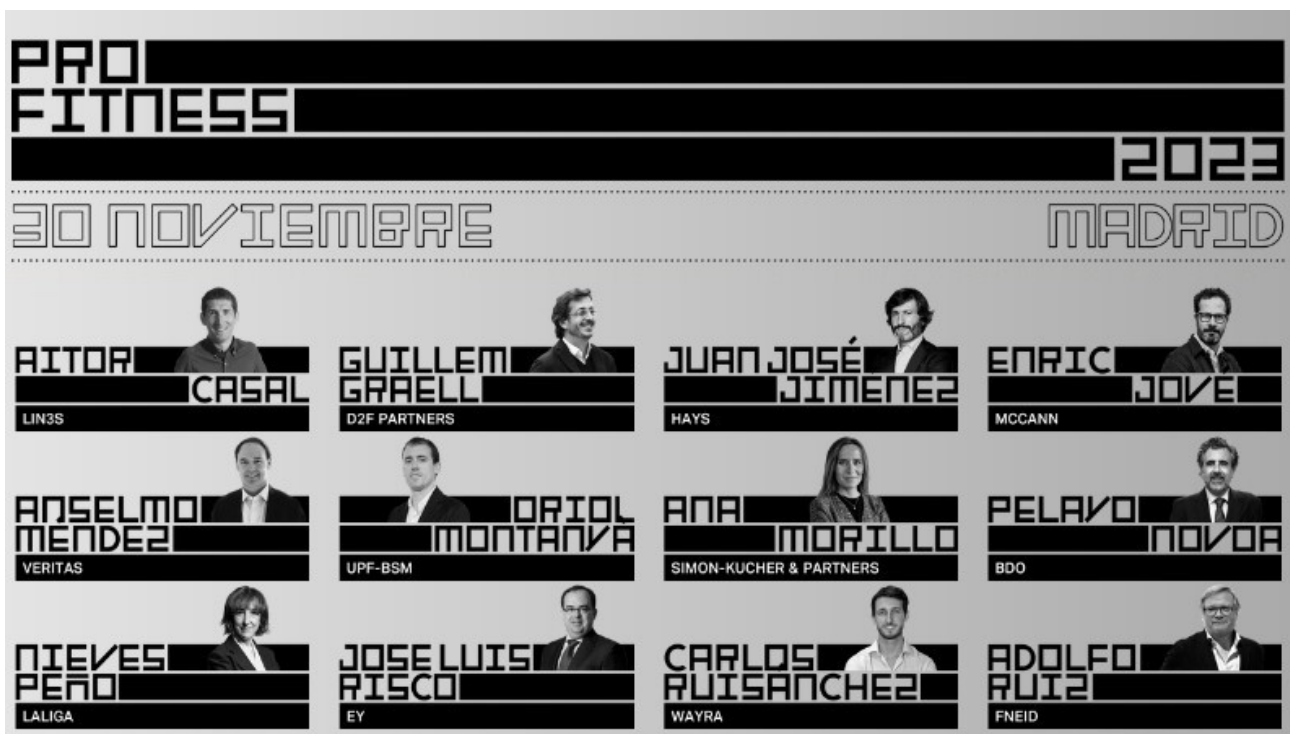 PRO
FITNESS
2023
30 NOVIEMBRE MADRID
AITOR
CASAL
LIN3S
GUILLEM
GRAELL
D2F PARTNERS
JUAN JOSÉ
JIMENEZ
HAYS
ENRIC
JOVE
MCCANN
ANSELMO
MÉNDEZ
VERITAS
ORIOL
MONTANYÀ
UPF-BSM
ANA
MORILLO
SIMON-KUCHER & PARTNERS
PELAYO
NOVOA
BDO
NIEVES
PEÑO
LALIGA
JOSE LUIS
RISCO
EY
CARLOS
RUISANCHEZ
WAYRA
ADOLFO
RUIZ
FNEID